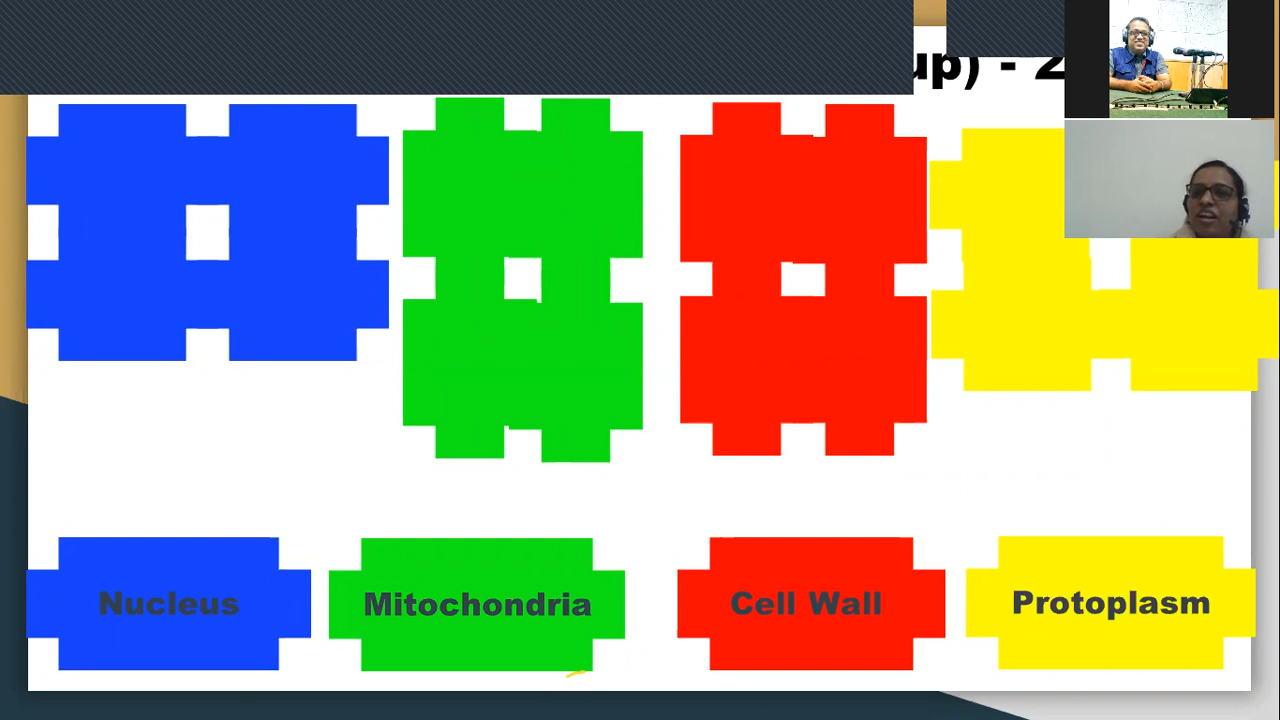 up) - 2
Nucleus
Mitochondria
Cell Wall
Protoplasm